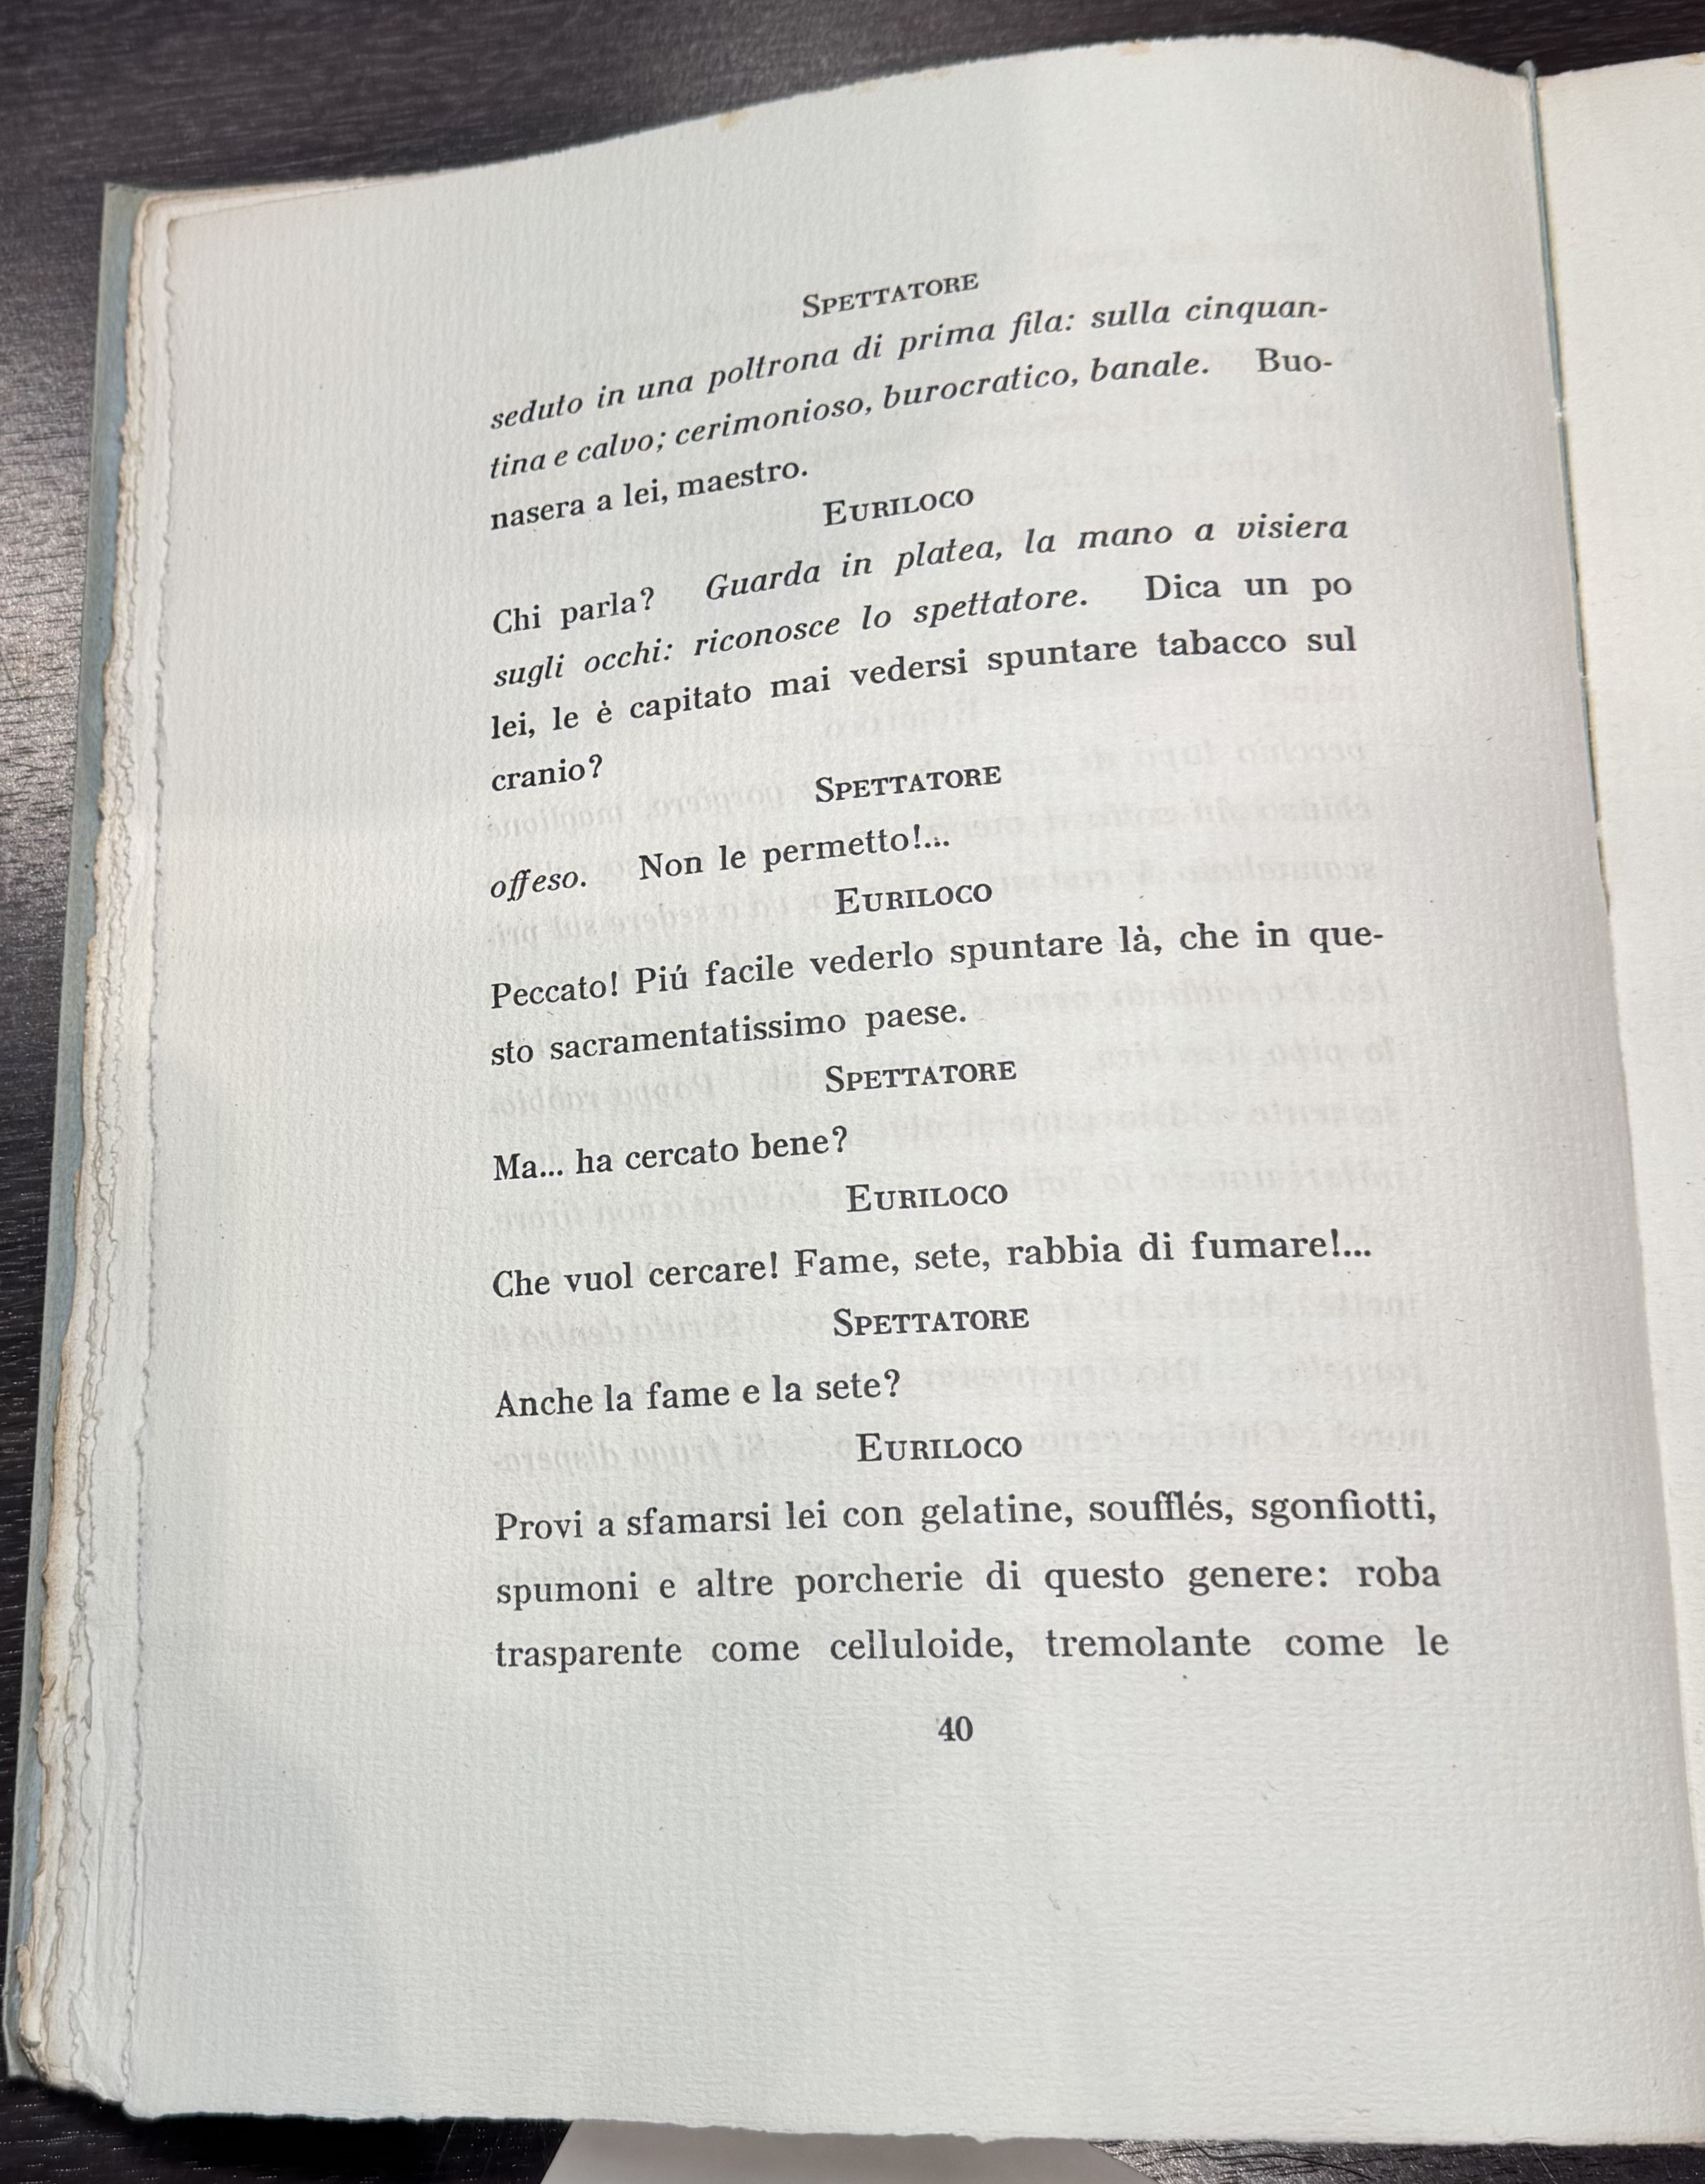 SPETTATORE
seduto in una poltrona di prima fila: sulla cinquan-
tina e calvo; cerimonioso, burocratico, banale. Buo-
nasera a lei, maestro.
EURILOCO
Chi parla? Guarda in platea, la mano a visiera
sugli occhi: riconosce lo spettatore. Dica un po
lei, le è capitato mai vedersi spuntare tabacco sul
cranio?
SPETTATORE
offeso. Non le permetto!...
EURILOCO
Peccato! Piú facile vederlo spuntare là, che in que-
sto sacramentatissimo paese.
SPETTATORE
Ma... ha cercato bene?
EURILOCO
Che vuol cercare! Fame, sete, rabbia di fumare!...
SPETTATORE
Anche la fame e la sete?
EURILOCO
Provi a sfamarsi lei con gelatine, soufflés, sgonfiotti,
spumoni e altre porcherie di questo genere: roba
trasparente come celluloide, tremolante come le
40